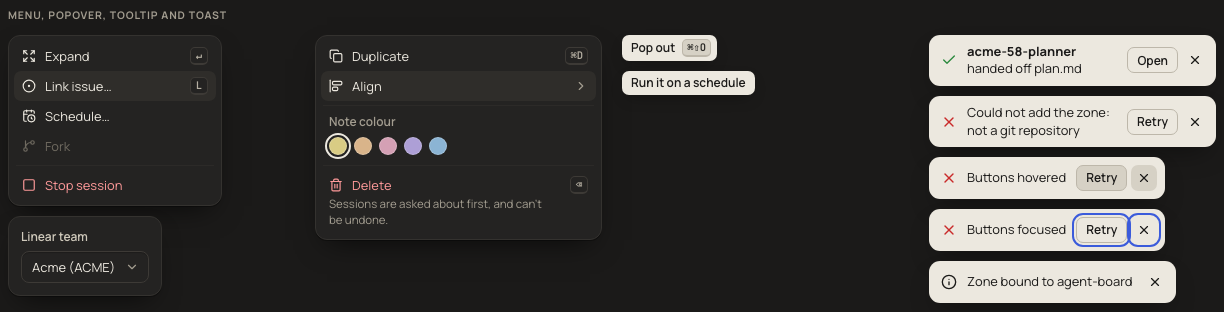 MENU, POPOVER, TOOLTIP AND TOAST
Expand ↵
Link issue... L
Schedule...
Fork
Stop session
Linear team
Acme (ACME)
Duplicate ⌘D
Align
Note colour
Delete ⌫
Sessions are asked about first, and can't
be undone.
Pop out ⌘⇧O
Run it on a schedule
acme-58-planner
handed off plan.md
Open
Could not add the zone:
not a git repository
Retry
Buttons hovered Retry
Buttons focused Retry
Zone bound to agent-board